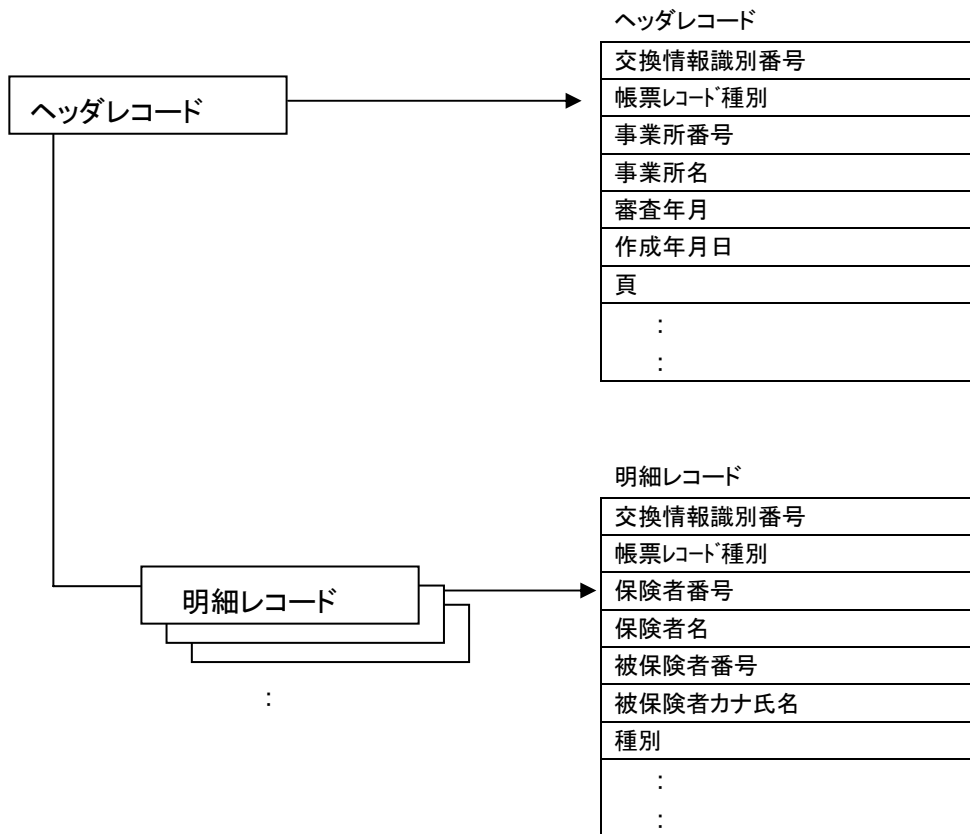 ヘッダレコード
ヘッダレコード
交換情報識別番号
帳票ﾚｺｰﾄﾞ種別
事業所番号
事業所名
審査年月
作成年月日
頁
:
:
明細レコード
明細レコード
:
交換情報識別番号
帳票ﾚｺｰﾄﾞ種別
保険者番号
保険者名
被保険者番号
被保険者カナ氏名
種別
:
: